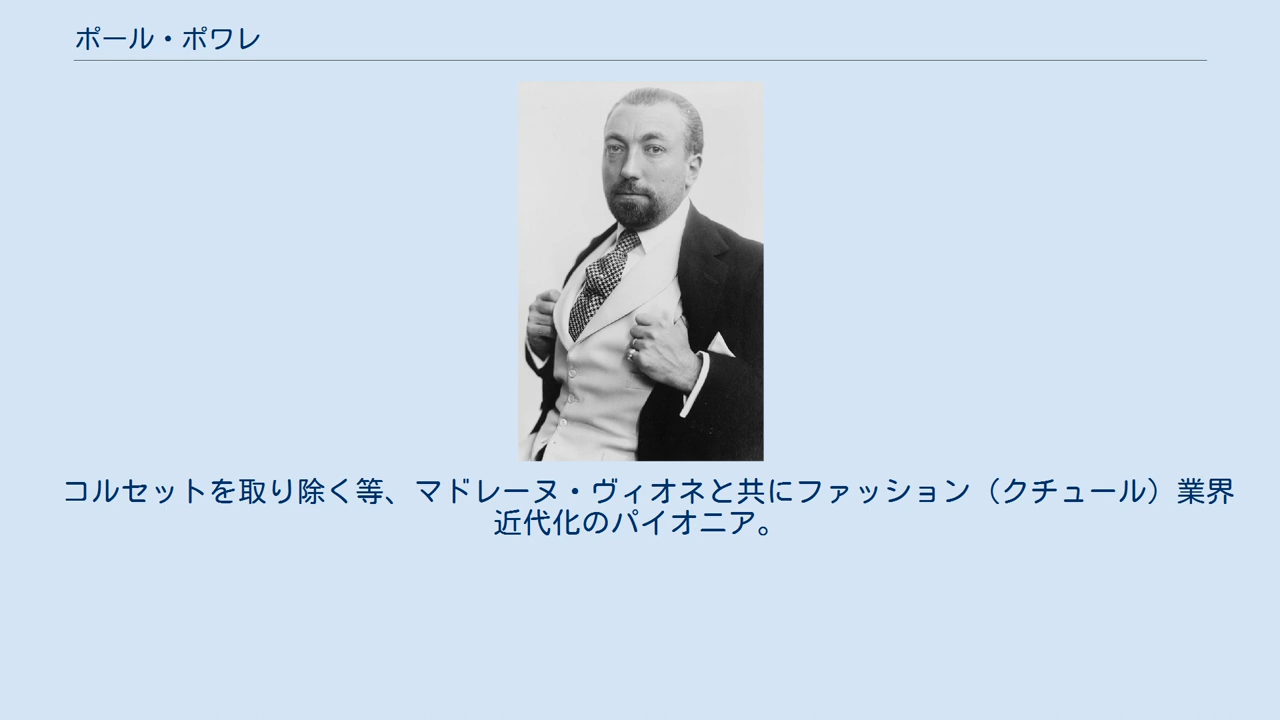 ポール・ポワレ
コルセットを取り除く等、マドレーヌ・ヴィオネと共にファッション（クチュール）業界
近代化のパイオニア。